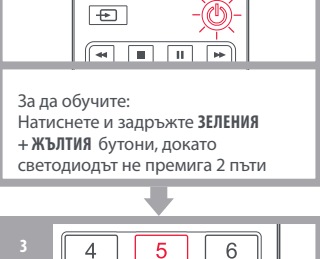 За да обучите:
Натиснете и задръжте ЗЕЛЕНИЯ
+ ЖЪЛТИЯ бутони, докато
светодиодът не премига 2 пъти
3
4 5 6